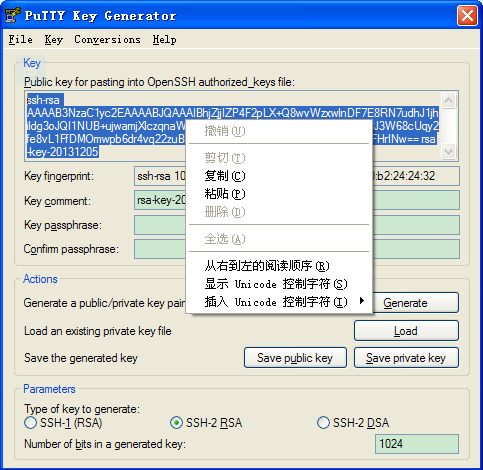 PuTTY Key Generator
File Key Conversions Help
Key
Public key for pasting into OpenSSH authorized_keys file:
ssh-rsa
AAAAB3NzaC1yc2EAAAABJQAAAIBhjZjjIZP4F2pLX+Q8wvWzxwlnDF7E8RN7udhJ1jh
ildg3oJQI1NUB+ujwamjXlczqnaW J3W68cUqy2
fe8vL1FfDMOmwpb6dr4vq22zuB FHrINw== rsa
-key-20131205
Key fingerprint: ssh-rsa 10 0:b2:24:24:32
Key comment: rsa-key-20
Key passphrase:
Confirm passphrase:
撤销(U)
剪切(T)
复制(C)
粘贴(P)
删除(D)
全选(A)
从右到左的阅读顺序(R)
显示 Unicode 控制字符(S)
插入 Unicode 控制字符(I)
Actions
Generate a public/private key pair Generate
Load an existing private key file Load
Save the generated key Save public key Save private key
Parameters
Type of key to generate:
SSH-1 (RSA) SSH-2 RSA SSH-2 DSA
Number of bits in a generated key: 1024